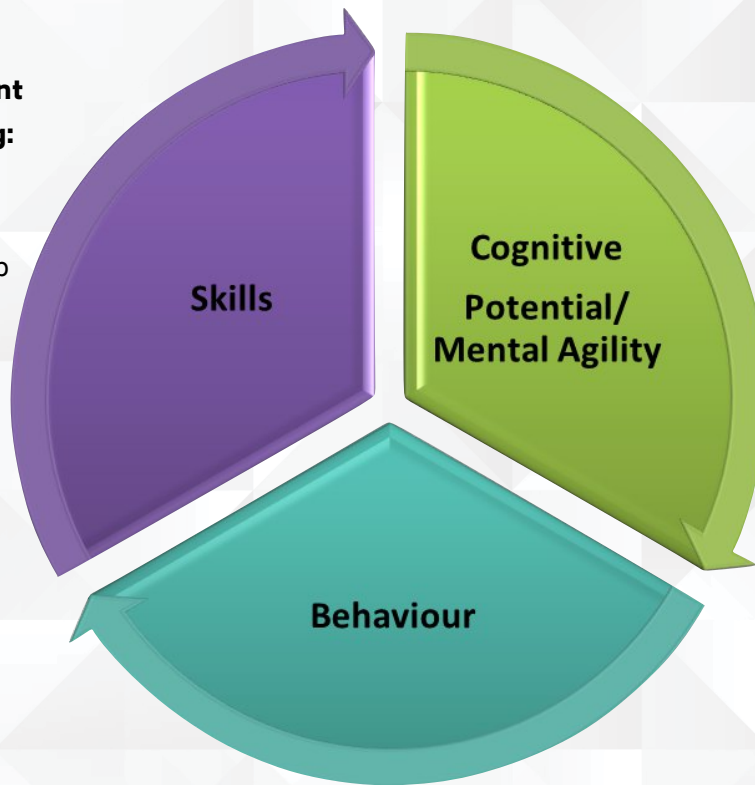 nt
g:
p
Skills
Cognitive
Potential/
Mental Agility
Behaviour